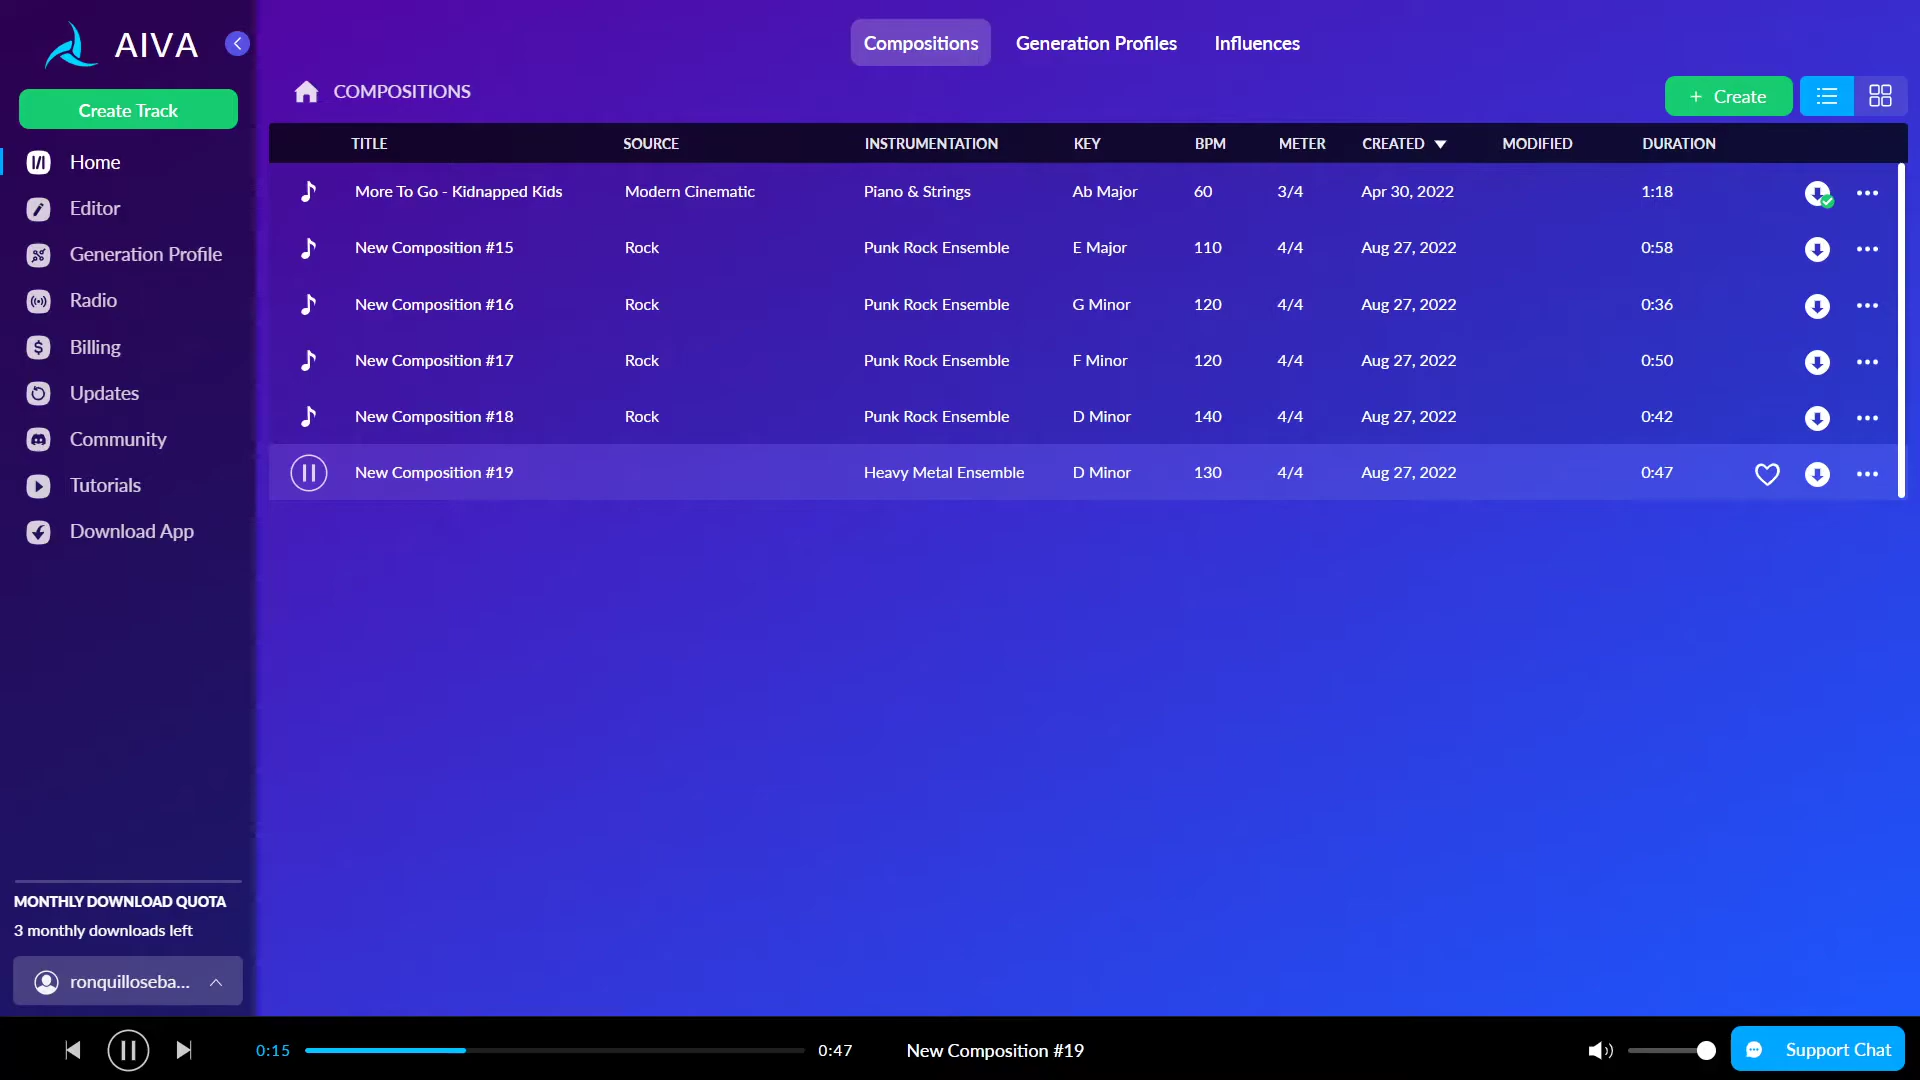 AIVA
Compositions Generation Profiles Influences
COMPOSITIONS
+ Create
Create Track
Home
Editor
Generation Profile
Radio
Billing
Updates
Community
Tutorials
Download App
TITLE SOURCE INSTRUMENTATION KEY BPM METER CREATED MODIFIED DURATION
More To Go - Kidnapped Kids Modern Cinematic Piano & Strings Ab Major 60 3/4 Apr 30, 2022 1:18
New Composition #15 Rock Punk Rock Ensemble E Major 110 4/4 Aug 27, 2022 0:58
New Composition #16 Rock Punk Rock Ensemble G Minor 120 4/4 Aug 27, 2022 0:36
New Composition #17 Rock Punk Rock Ensemble F Minor 120 4/4 Aug 27, 2022 0:50
New Composition #18 Rock Punk Rock Ensemble D Minor 140 4/4 Aug 27, 2022 0:42
New Composition #19 Heavy Metal Ensemble D Minor 130 4/4 Aug 27, 2022 0:47
MONTHLY DOWNLOAD QUOTA
3 monthly downloads left
ronquilloseba...
0:15 0:47 New Composition #19 Support Chat